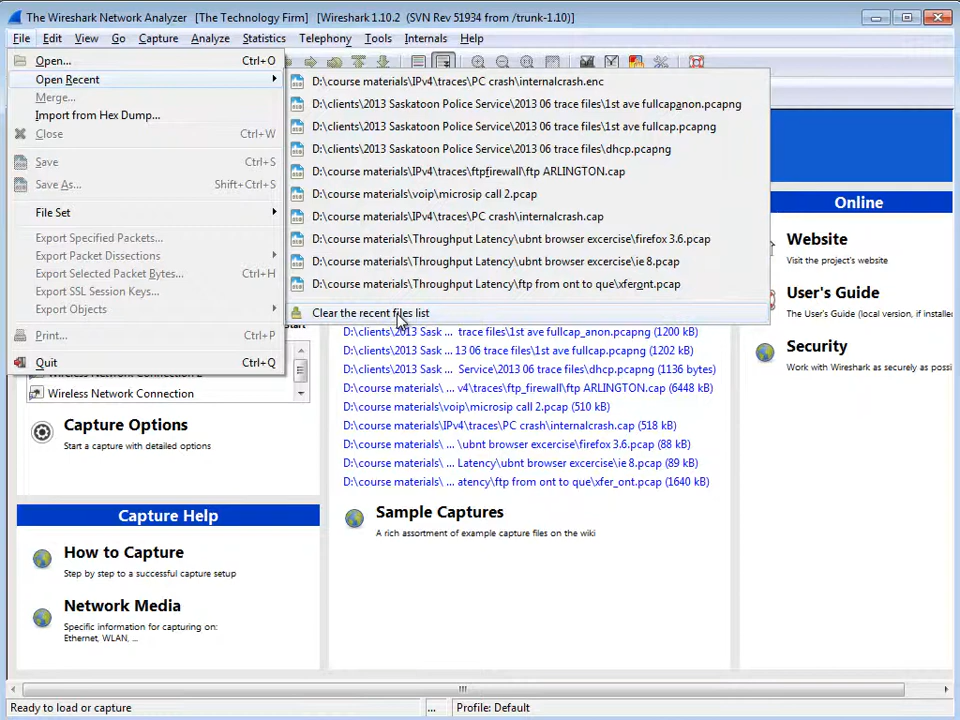 The Wireshark Network Analyzer [The Technology Firm] [Wireshark 1.10.2 (SVN Rev 51934 from /trunk-1.10)]
File Edit View Go Capture Analyze Statistics Telephony Tools Internals Help
Open... Ctrl+O
Open Recent
Merge...
Import from Hex Dump...
Close Ctrl+W
Save Ctrl+S
Save As... Shift+Ctrl+S
File Set
Export Specified Packets...
Export Packet Dissections
Export Selected Packet Bytes... Ctrl+H
Export SSL Session Keys...
Export Objects
Print... Ctrl+P
Quit Ctrl+Q
D:\course materials\IPv4\traces\PC crash\internalcrash.enc
D:\clients\2013 Saskatoon Police Service\2013 06 trace files\1st ave fullcapanon.pcapng
D:\clients\2013 Saskatoon Police Service\2013 06 trace files\1st ave fullcap.pcapng
D:\clients\2013 Saskatoon Police Service\2013 06 trace files\dhcp.pcapng
D:\course materials\IPv4\traces\ftpfirewall\ftp ARLINGTON.cap
D:\course materials\voip\microsip call 2.pcap
D:\course materials\IPv4\traces\PC crash\internalcrash.cap
D:\course materials\Throughput Latency\ubnt browser excercise\firefox 3.6.pcap
D:\course materials\Throughput Latency\ubnt browser excercise\ie 8.pcap
D:\course materials\Throughput Latency\ftp from ont to que\xferont.pcap
Clear the recent files list
Wireless Network Connection
Capture Options
Start a capture with detailed options
Capture Help
How to Capture
Step by step to a successful capture setup
Network Media
Specific information for capturing on:
Ethernet, WLAN, ...
D:\clients\2013 Sask ... trace files\1st ave fullcap_anon.pcapng (1200 kB)
D:\clients\2013 Sask ... 13 06 trace files\1st ave fullcap.pcapng (1202 kB)
D:\clients\2013 Sask ... Service\2013 06 trace files\dhcp.pcapng (1136 bytes)
D:\course materials\ ... v4\traces\ftp_firewall\ftp ARLINGTON.cap (6448 kB)
D:\course materials\voip\microsip call 2.pcap (510 kB)
D:\course materials\IPv4\traces\PC crash\internalcrash.cap (518 kB)
D:\course materials\ ... \ubnt browser excercise\firefox 3.6.pcap (88 kB)
D:\course materials\ ... Latency\ubnt browser excercise\ie 8.pcap (89 kB)
D:\course materials\ ... atency\ftp from ont to que\xfer_ont.pcap (1640 kB)
Sample Captures
A rich assortment of example capture files on the wiki
Online
Website
Visit the project's website
User's Guide
The User's Guide (local version, if installe
Security
Work with Wireshark as securely as possi
Ready to load or capture ... Profile: Default